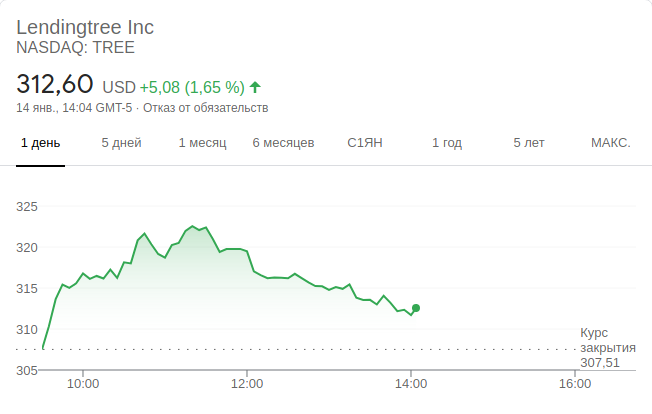 Lendingtree Inc
NASDAQ: TREE
312,60 USD +5,08 (1,65 %)
14 янв., 14:04 GMT-5 · Отказ от обязательств
1 день 5 дней 1 месяц 6 месяцев С1ЯН 1 год 5 лет МАКС.
325
320
315
310
305
Курс
закрытия
307,51
10:00 12:00 14:00 16:00